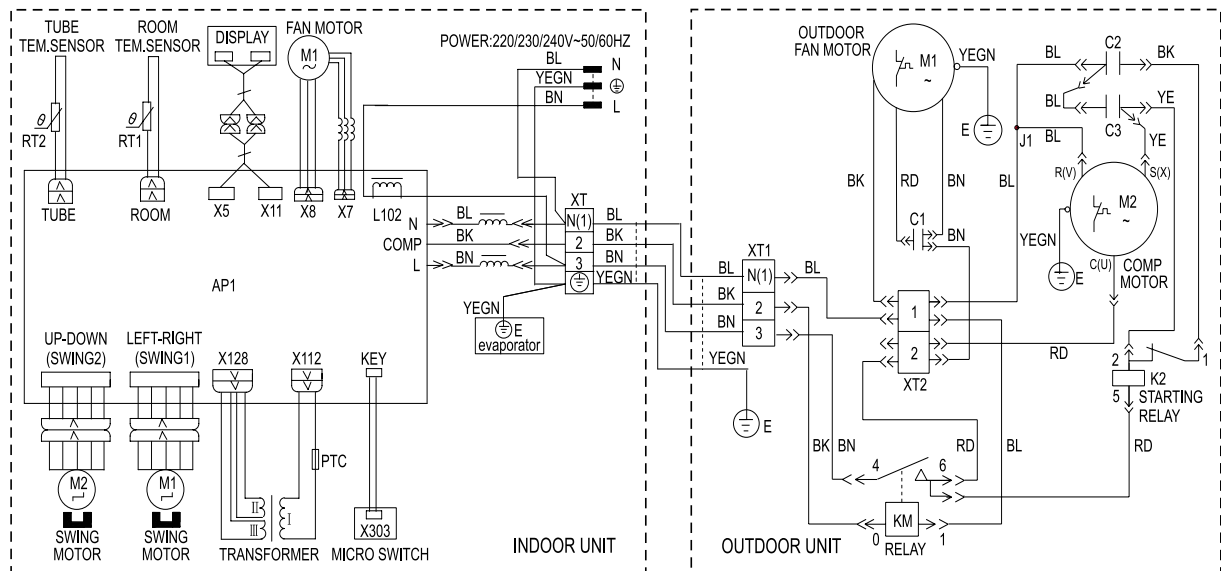 TUBE
TEM.SENSOR
ROOM
TEM.SENSOR
DISPLAY
FAN MOTOR
M1
~
POWER:220/230/240V~50/60HZ
BL
N
YEGN
BN
L
θ
RT2
θ
RT1
TUBE
ROOM
X5
X11
X8
X7
L102
N
BL
COMP
BK
L
BN
AP1
XT
N(1)
2
3
BL
BK
BN
YEGN
YEGN
E
evaporator
UP-DOWN
(SWING2)
LEFT-RIGHT
(SWING1)
X128
X112
KEY
PTC
M2
M1
II
III
I
X303
SWING
MOTOR
SWING
MOTOR
TRANSFORMER
MICRO SWITCH
INDOOR UNIT
OUTDOOR
FAN MOTOR
M1
~
YEGN
E
BL
C2
BK
BL
C3
YE
J1
BL
YE
R(V)
S(X)
M2
~
YEGN
E
C(U)
COMP
MOTOR
BK
RD
BN
BL
C1
BN
XT1
BL
N(1)
BL
BK
2
BN
3
YEGN
E
1
2
XT2
RD
2
1
K2
STARTING
RELAY
5
BK
BN
RD
BL
RD
4
6
KM
0
1
RELAY
OUTDOOR UNIT